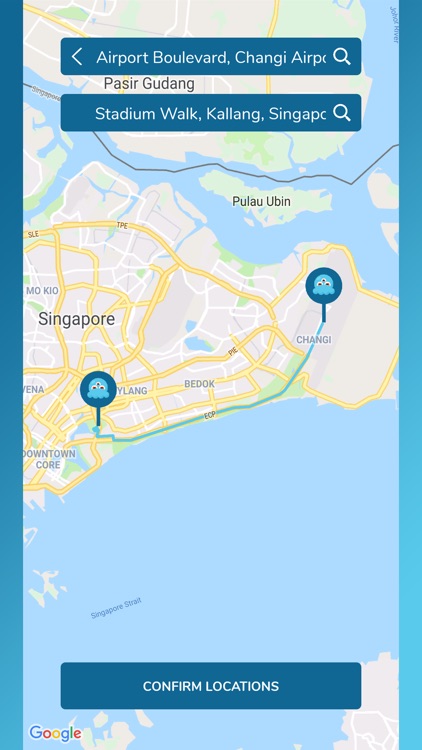 Johor River
Airport Boulevard, Changi Airpo
Pasir Gudang
Singapore
Stadium Walk, Kallang, Singapo
Pulau Ubin
SLE
TPE
MO KIO
Singapore
CHANGI
PIE
VENA
YLANG
BEDOK
ECP
DOWNTOWN
CORE
Singapore Strait
CONFIRM LOCATIONS
Google